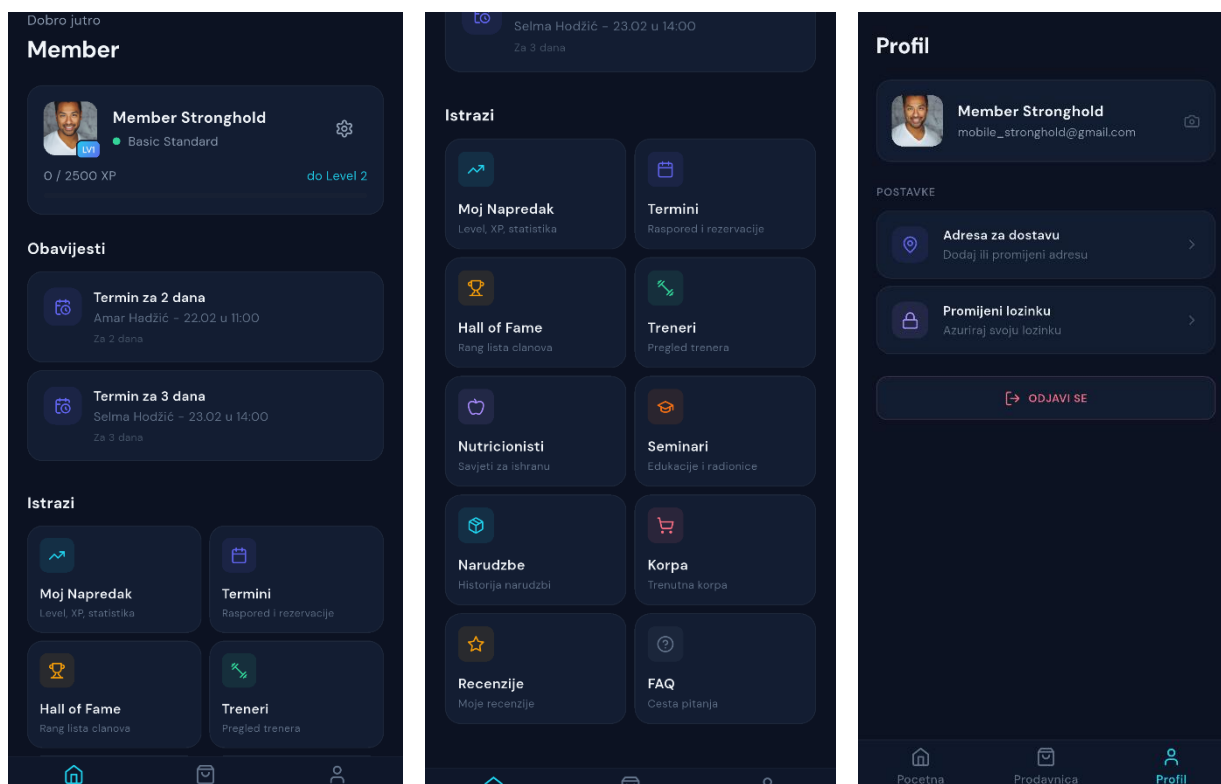 Dobro jutro
Member
Member Stronghold
Basic Standard
LV1
0 / 2500 XP
do Level 2
Obavijesti
Termin za 2 dana
Amar Hadžić - 22.02 u 11:00
Za 2 dana
Termin za 3 dana
Selma Hodžić - 23.02 u 14:00
Za 3 dana
Istrazi
Moj Napredak
Level, XP, statistika
Termini
Raspored i rezervacije
Hall of Fame
Rang lista clanova
Treneri
Pregled trenera
Selma Hodžić - 23.02 u 14:00
Za 3 dana
Istrazi
Moj Napredak
Level, XP, statistika
Termini
Raspored i rezervacije
Hall of Fame
Rang lista clanova
Treneri
Pregled trenera
Nutricionisti
Savjeti za ishranu
Seminari
Edukacije i radionice
Narudzbe
Historija narudzbi
Korpa
Trenutna korpa
Recenzije
Moje recenzije
FAQ
Cesta pitanja
Profil
Member Stronghold
mobile_stronghold@gmail.com
POSTAVKE
Adresa za dostavu
Dodaj ili promijeni adresu
Promijeni lozinku
Azuriraj svoju lozinku
ODJAVI SE
Pocetna
Prodavnica
Profil